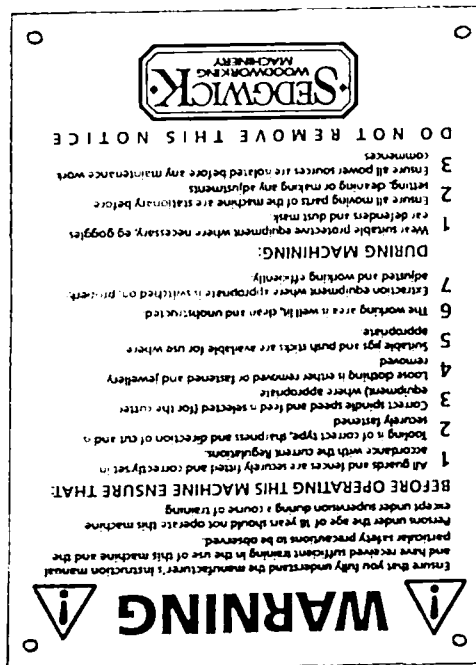 WARNING
Ensure that you fully understand the manufacturer's instruction manual
and have received sufficient training in the use of this machine and the
particular safety precautions to be observed.
Persons under the age of 18 years should not operate this machine
except under supervision during a course of training
BEFORE OPERATING THIS MACHINE ENSURE THAT:
1 All guards and fences are securely fitted and correctly set in
accordance with the current Regulations.
2 Tooling is of correct type, sharpness and direction of cut and is
securely fastened
3 Correct spindle speed and feed is selected (for the cutter
equipment) where appropriate
4 Loose clothing is either removed or fastened and jewellery
removed
5 Suitable jigs and push sticks are available for use where
appropriate
6 The working area is well lit, clean and unobstructed
7 Extraction equipment where appropriate is switched on, properly
adjusted and working efficiently.
DURING MACHINING:
1 Wear suitable protective equipment where necessary, eg goggles
ear defenders and dust mask
2 Ensure all moving parts of the machine are stationary before
setting, cleaning or making any adjustments
3 Ensure all power sources are isolated before any maintenance work
commences
DO NOT REMOVE THIS NOTICE
SEDGWICK
WOODWORKING
MACHINERY